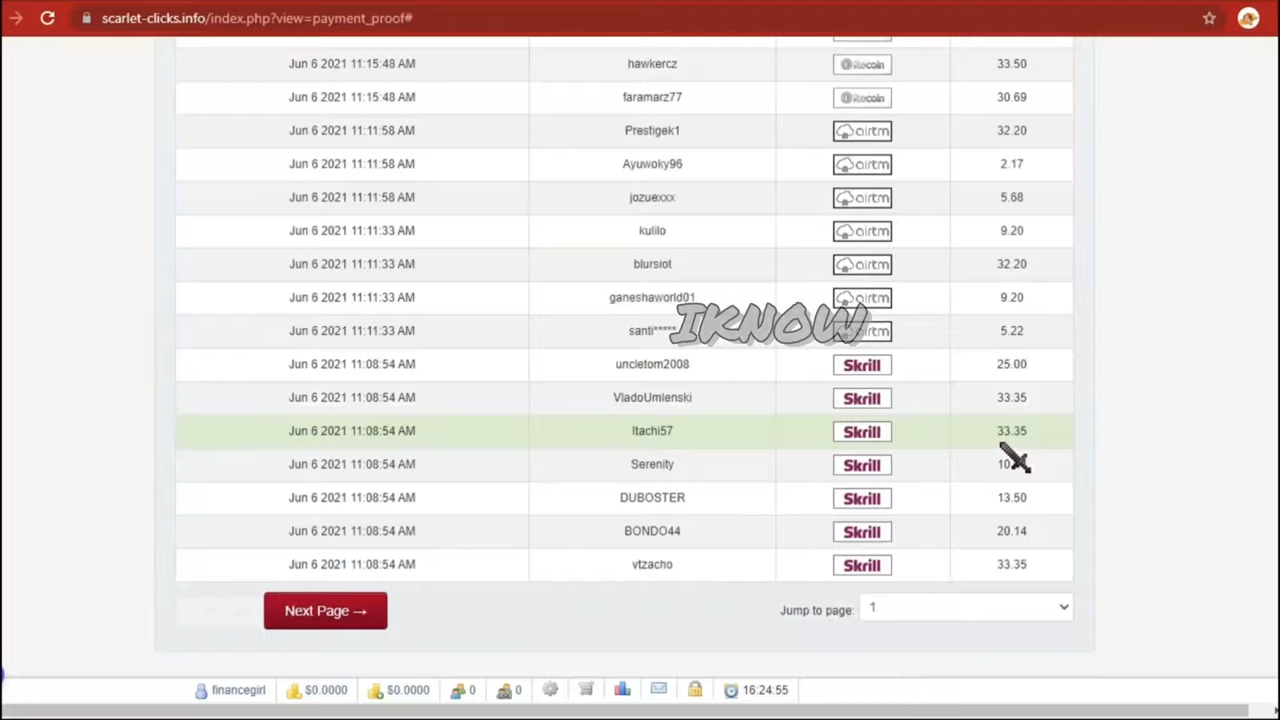 scarlet-clicks.info/index.php?view=payment_proof#
Jun 6 2021 11:15:48 AM hawkercz 33.50
Jun 6 2021 11:15:48 AM faramarz77 30.69
Jun 6 2021 11:11:58 AM Prestigek1 airtm 32.20
Jun 6 2021 11:11:58 AM Ayuwoky96 airtm 2.17
Jun 6 2021 11:11:58 AM jozuexxx airtm 5.68
Jun 6 2021 11:11:33 AM kulilo airtm 9.20
Jun 6 2021 11:11:33 AM blursiot airtm 32.20
Jun 6 2021 11:11:33 AM ganeshaworld01 airtm 9.20
IKNOW
Jun 6 2021 11:11:33 AM santi***** airtm 5.22
Jun 6 2021 11:08:54 AM uncletom2008 Skrill 25.00
Jun 6 2021 11:08:54 AM VladoUmlenski Skrill 33.35
Jun 6 2021 11:08:54 AM Itachi57 Skrill 33.35
Jun 6 2021 11:08:54 AM Serenity Skrill
Jun 6 2021 11:08:54 AM DUBOSTER Skrill 13.50
Jun 6 2021 11:08:54 AM BONDO44 Skrill 20.14
Jun 6 2021 11:08:54 AM vtzacho Skrill 33.35
Next Page → Jump to page: 1
financegirl $0.0000 $0.0000 0 0 16:24:55